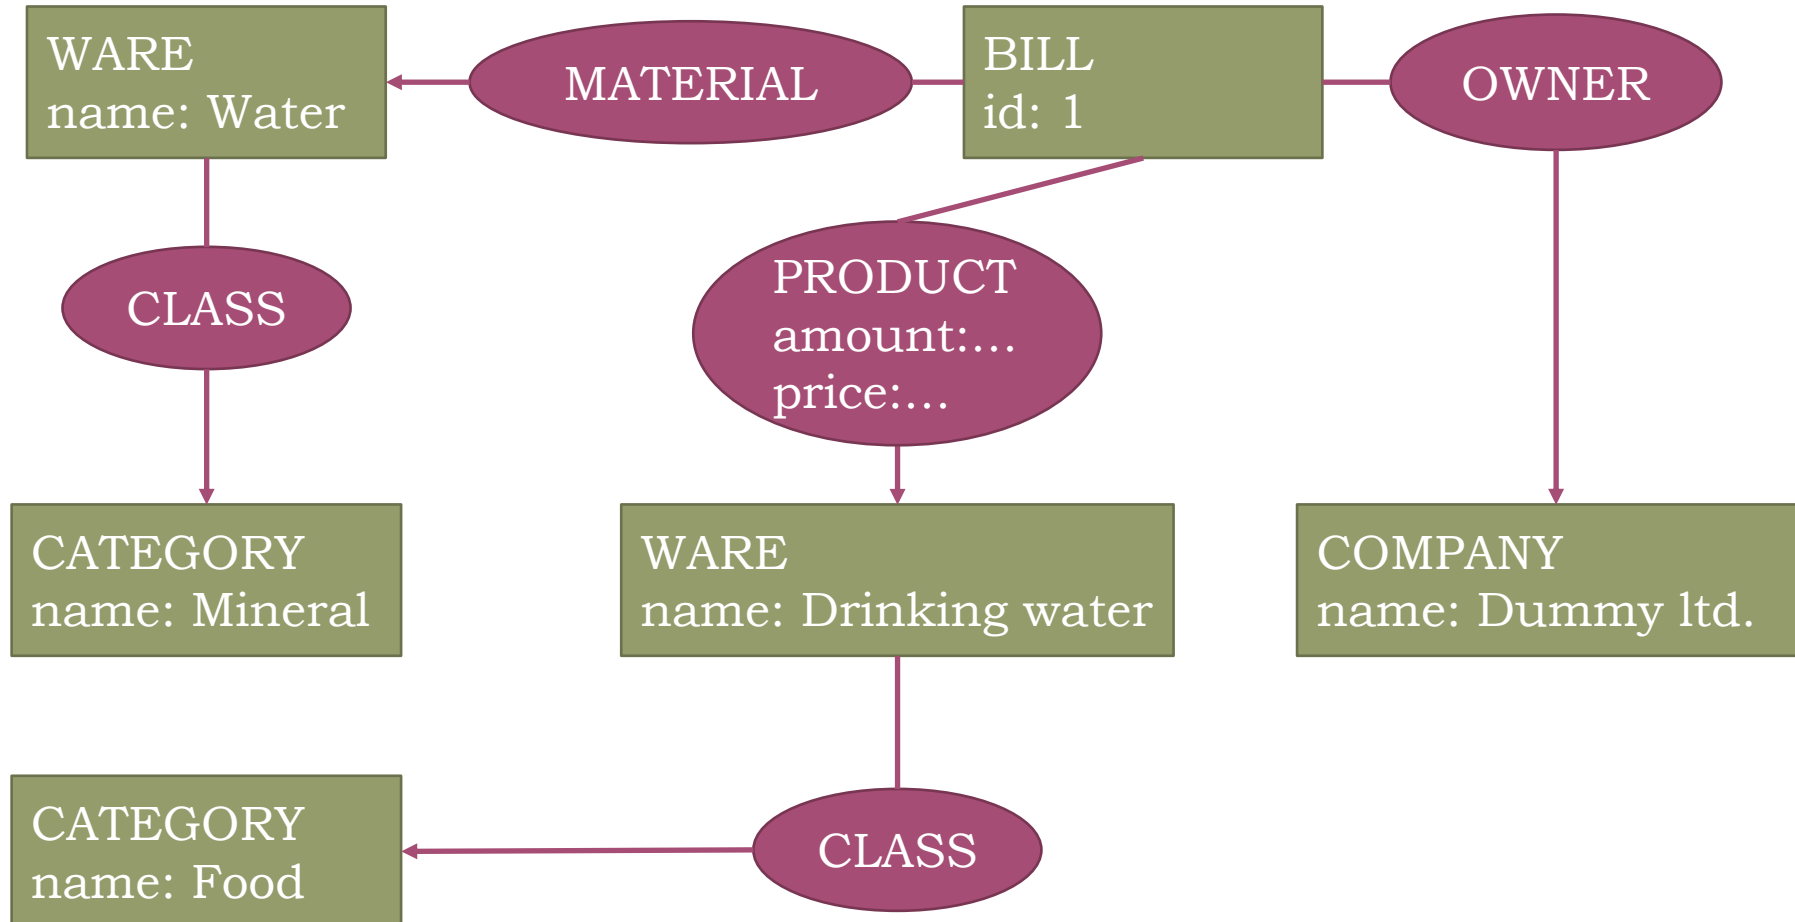 WARE
name: Water
MATERIAL
BILL
id: 1
OWNER
CLASS
PRODUCT
amount:...
price:...
CATEGORY
name: Mineral
WARE
name: Drinking water
COMPANY
name: Dummy ltd.
CATEGORY
name: Food
CLASS